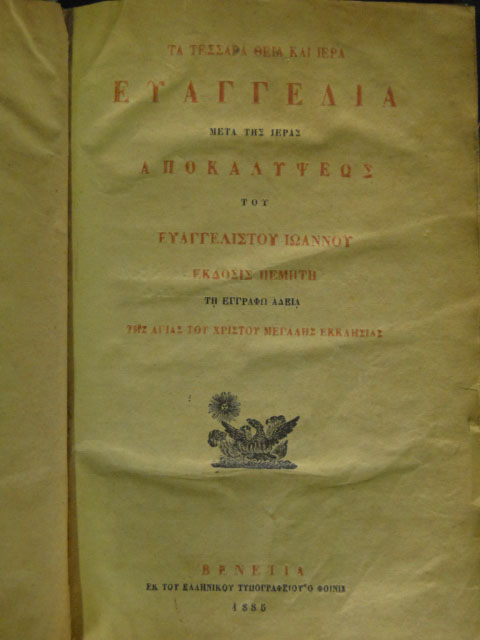 ΤΑ ΤΕΣΣΑΡΑ ΘΕΙΑ ΚΑΙ ΙΕΡΑ
ΕΥΑΓΓΕΛΙΑ
ΜΕΤΑ ΤΗΣ ΙΕΡΑΣ
ΑΠΟΚΑΛΥΨΕΩΣ
ΤΟΥ
ΕΥΑΓΓΕΛΙΣΤΟΥ ΙΩΑΝΝΟΥ
ΕΚΔΟΣΙΣ ΠΕΜΠΤΗ
ΤΗ ΕΓΓΡΑΦΩ ΑΔΕΙΑ
ΤΗΣ ΑΓΙΑΣ ΤΟΥ ΧΡΙΣΤΟΥ ΜΕΓΑΛΗΣ ΕΚΚΛΗΣΙΑΣ
ΒΕΝΕΤΙΑ
ΕΚ ΤΟΥ ΕΛΛΗΝΙΚΟΥ ΤΥΠΟΓΡΑΦΕΙΟΥ Ό ΦΟΙΝΙΞ
1885